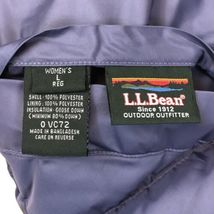 WOMEN'S
L
REG
SHELL: 100% POLYESTER
LINING: 100% POLYESTER
INSULATION: GOOSE DOWN
(MINIMUM 80% DOWN)
0 VC72
MADE IN BANGLADESH
CARE ON REVERSE
L.L.Bean
Since 1912
OUTDOOR OUTFITTER